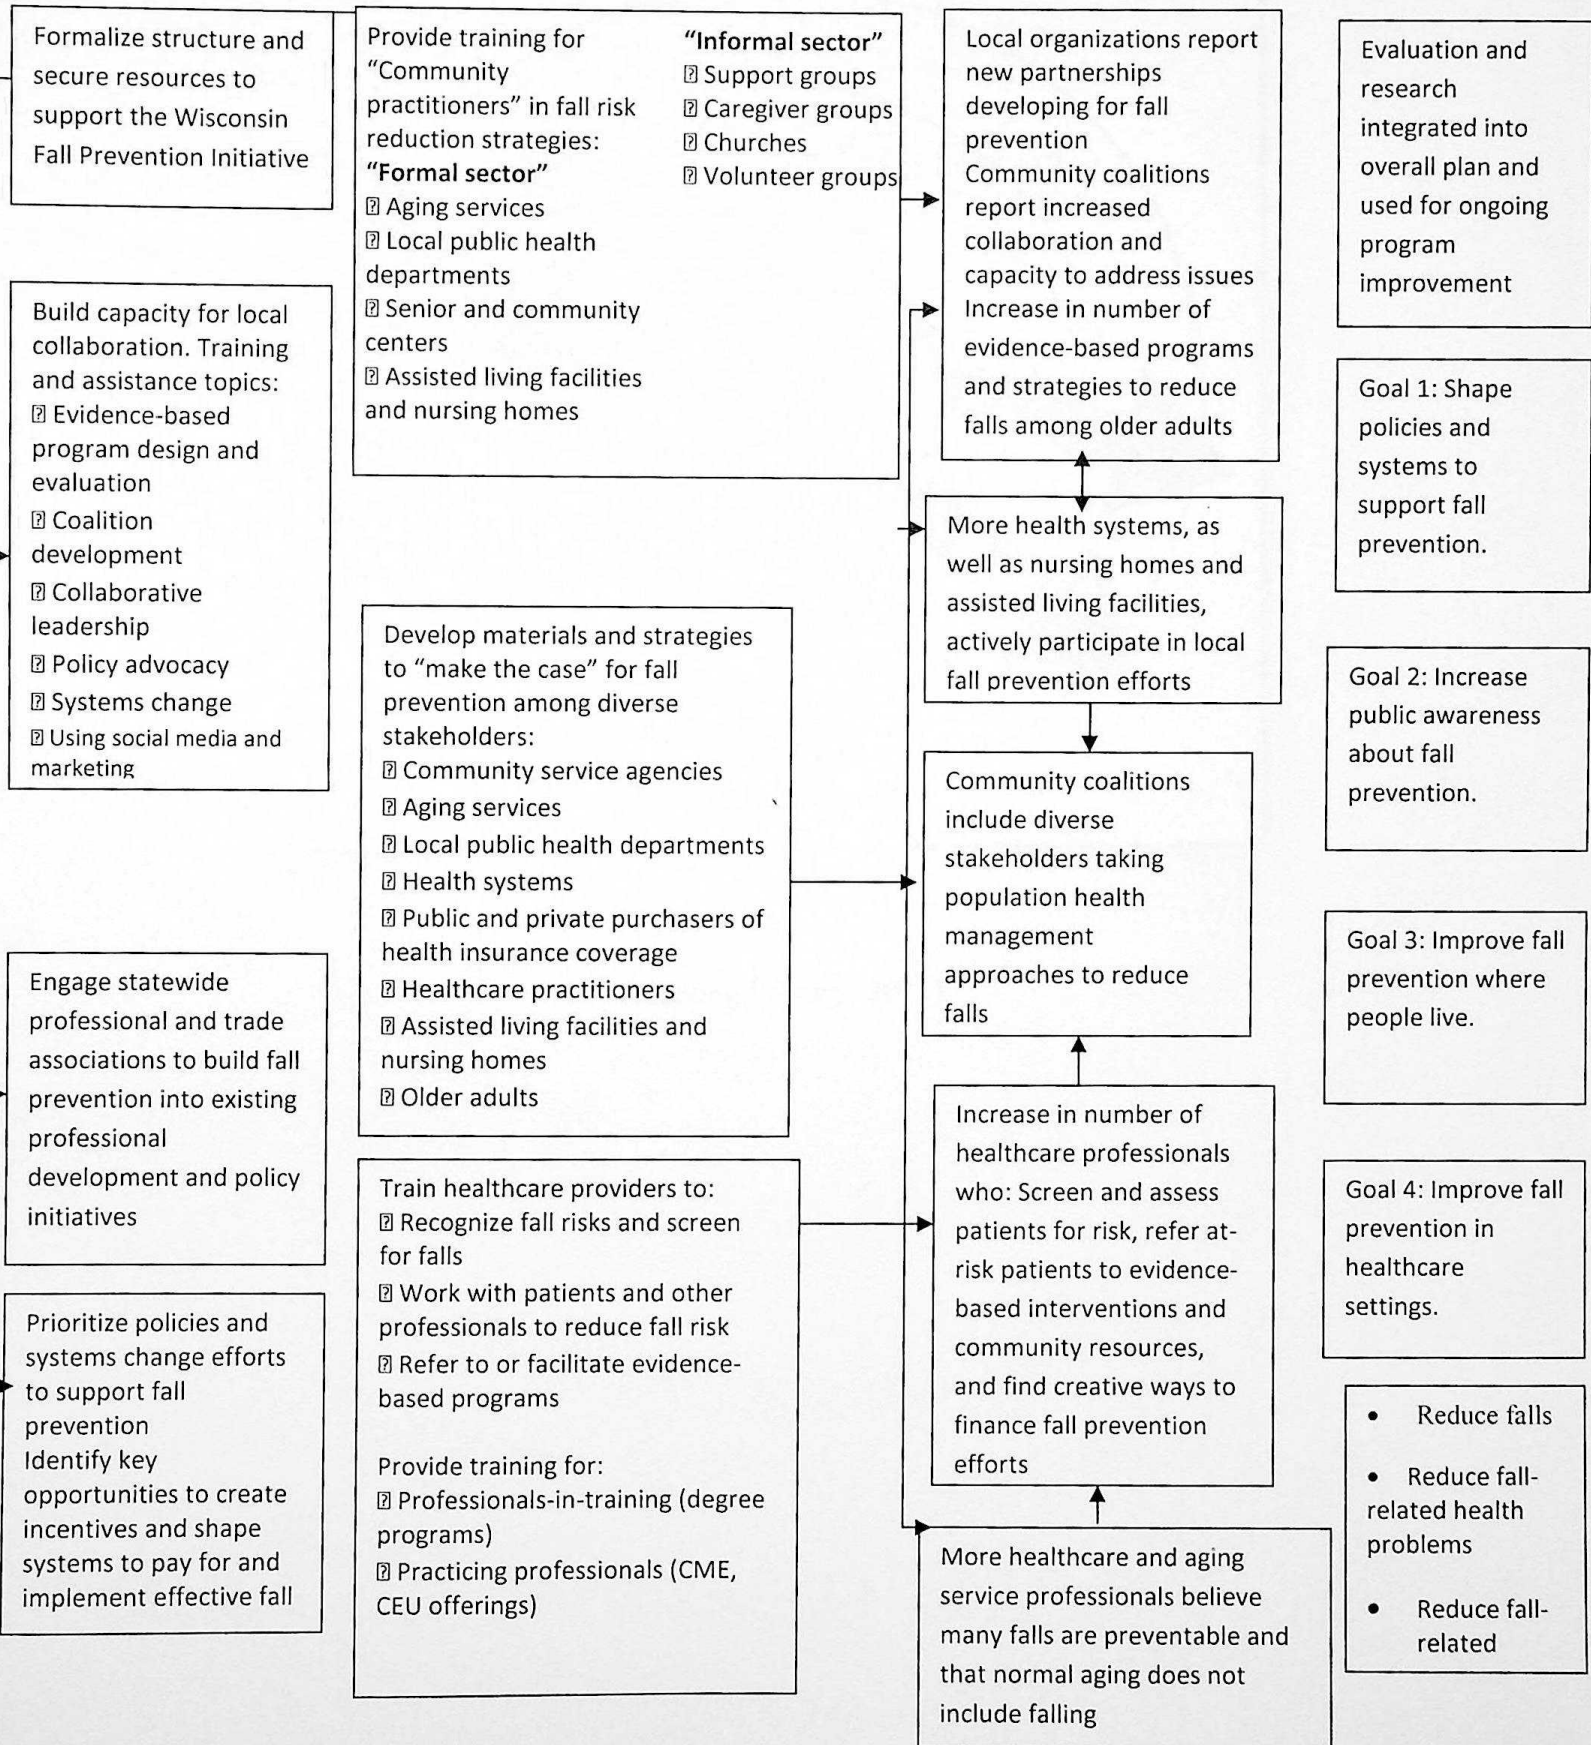 Formalize structure and
secure resources to
support the Wisconsin
Fall Prevention Initiative
Build capacity for local
collaboration. Training
and assistance topics:
⍰ Evidence-based
program design and
evaluation
⍰ Coalition
development
⍰ Collaborative
leadership
⍰ Policy advocacy
⍰ Systems change
⍰ Using social media and
marketing
Engage statewide
professional and trade
associations to build fall
prevention into existing
professional
development and policy
initiatives
Prioritize policies and
systems change efforts
to support fall
prevention
Identify key
opportunities to create
incentives and shape
systems to pay for and
implement effective fall
Provide training for
"Community
practitioners" in fall risk
reduction strategies:
"Formal sector"
⍰ Aging services
⍰ Local public health
departments
⍰ Senior and community
centers
⍰ Assisted living facilities
and nursing homes
"Informal sector"
⍰ Support groups
⍰ Caregiver groups
⍰ Churches
⍰ Volunteer groups
Develop materials and strategies
to "make the case" for fall
prevention among diverse
stakeholders:
⍰ Community service agencies
⍰ Aging services
⍰ Local public health departments
⍰ Health systems
⍰ Public and private purchasers of
health insurance coverage
⍰ Healthcare practitioners
⍰ Assisted living facilities and
nursing homes
⍰ Older adults
Train healthcare providers to:
⍰ Recognize fall risks and screen
for falls
⍰ Work with patients and other
professionals to reduce fall risk
⍰ Refer to or facilitate evidence-
based programs
Provide training for:
⍰ Professionals-in-training (degree
programs)
⍰ Practicing professionals (CME,
CEU offerings)
Local organizations report
new partnerships
developing for fall
prevention
Community coalitions
report increased
collaboration and
capacity to address issues
Increase in number of
evidence-based programs
and strategies to reduce
falls among older adults
More health systems, as
well as nursing homes and
assisted living facilities,
actively participate in local
fall prevention efforts
Community coalitions
include diverse
stakeholders taking
population health
management
approaches to reduce
falls
Increase in number of
healthcare professionals
who: Screen and assess
patients for risk, refer at-
risk patients to evidence-
based interventions and
community resources,
and find creative ways to
finance fall prevention
efforts
More healthcare and aging
service professionals believe
many falls are preventable and
that normal aging does not
include falling
Evaluation and
research
integrated into
overall plan and
used for ongoing
program
improvement
Goal 1: Shape
policies and
systems to
support fall
prevention.
Goal 2: Increase
public awareness
about fall
prevention.
Goal 3: Improve fall
prevention where
people live.
Goal 4: Improve fall
prevention in
healthcare
settings.
• Reduce falls
• Reduce fall-
related health
problems
• Reduce fall-
related